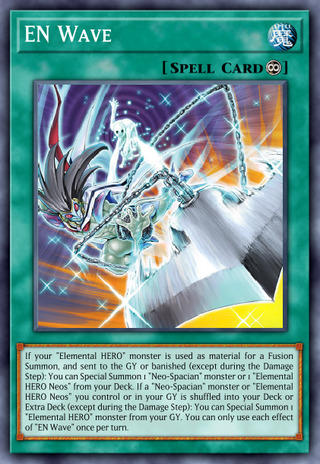 EN Wave
[Spell Card]
If your "Elemental HERO" monster is used as material for a Fusion
Summon, and sent to the GY or banished (except during the Damage
Step): You can Special Summon 1 "Neo-Spacian" monster or 1 "Elemental
HERO Neos" from your Deck. If a "Neo-Spacian" monster or "Elemental
HERO Neos" you control or in your GY is shuffled into your Deck or
Extra Deck (except during the Damage Step): You can Special Summon 1
"Elemental HERO" monster from your GY. You can only use each effect
of "EN Wave" once per turn.